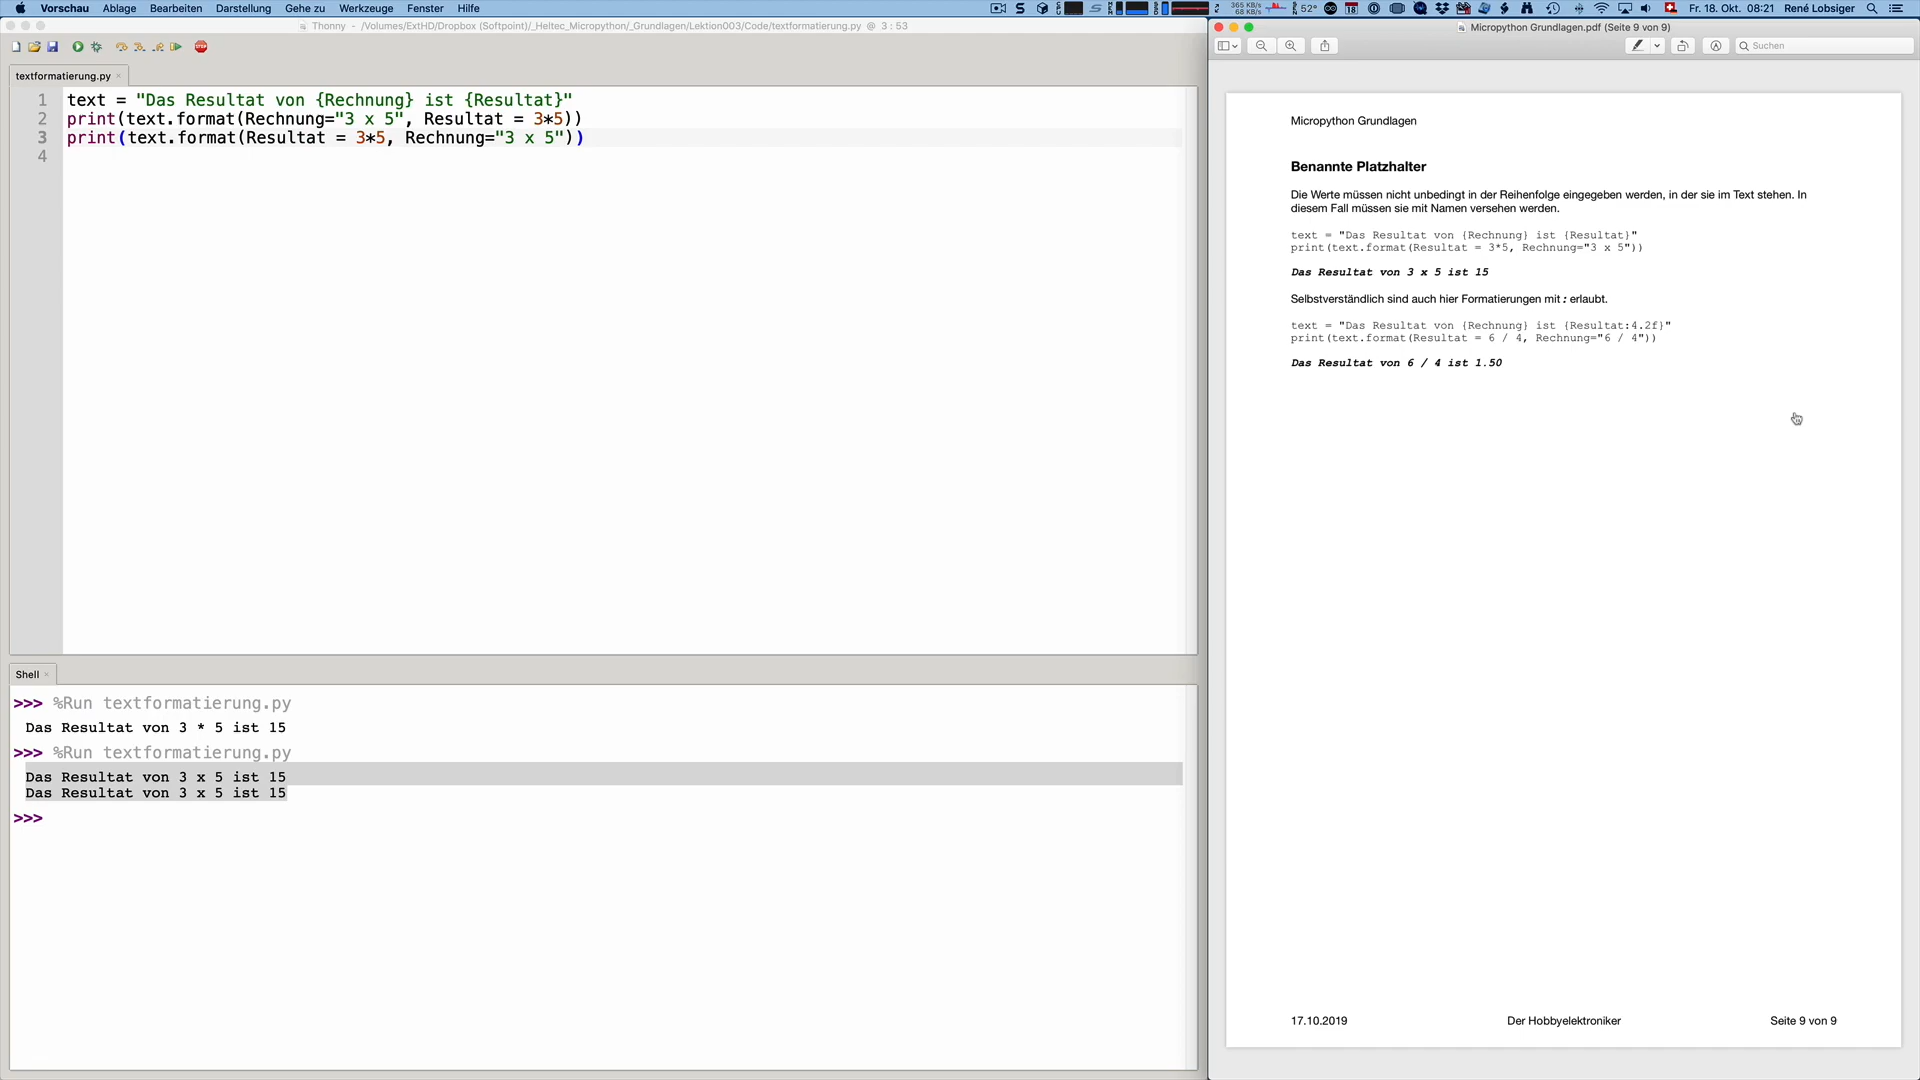 Vorschau Ablage Bearbeiten Darstellung Gehe zu Werkzeuge Fenster Hilfe
365 KB/s
68 KB/s
52° 18 Fr. 18. Okt. 08:21 René Lobsiger
Thonny - /Volumes/ExtHD/Dropbox (Softpoint)/_Heltec_Micropython/_Grundlagen/Lektion003/Code/textformatierung.py @ 3 : 53
textformatierung.py ×
1 text = "Das Resultat von {Rechnung} ist {Resultat}"
2 print(text.format(Rechnung="3 x 5", Resultat = 3*5))
3 print(text.format(Resultat = 3*5, Rechnung="3 x 5"))
4
Shell ×
>>> %Run textformatierung.py
Das Resultat von 3 * 5 ist 15
>>> %Run textformatierung.py
Das Resultat von 3 x 5 ist 15
Das Resultat von 3 x 5 ist 15
>>>
Micropython Grundlagen.pdf (Seite 9 von 9)
Suchen
Micropython Grundlagen
Benannte Platzhalter
Die Werte müssen nicht unbedingt in der Reihenfolge eingegeben werden, in der sie im Text stehen. In
diesem Fall müssen sie mit Namen versehen werden.
text = "Das Resultat von {Rechnung} ist {Resultat}"
print(text.format(Resultat = 3*5, Rechnung="3 x 5"))
Das Resultat von 3 x 5 ist 15
Selbstverständlich sind auch hier Formatierungen mit : erlaubt.
text = "Das Resultat von {Rechnung} ist {Resultat:4.2f}"
print(text.format(Resultat = 6 / 4, Rechnung="6 / 4"))
Das Resultat von 6 / 4 ist 1.50
17.10.2019 Der Hobbyelektroniker Seite 9 von 9